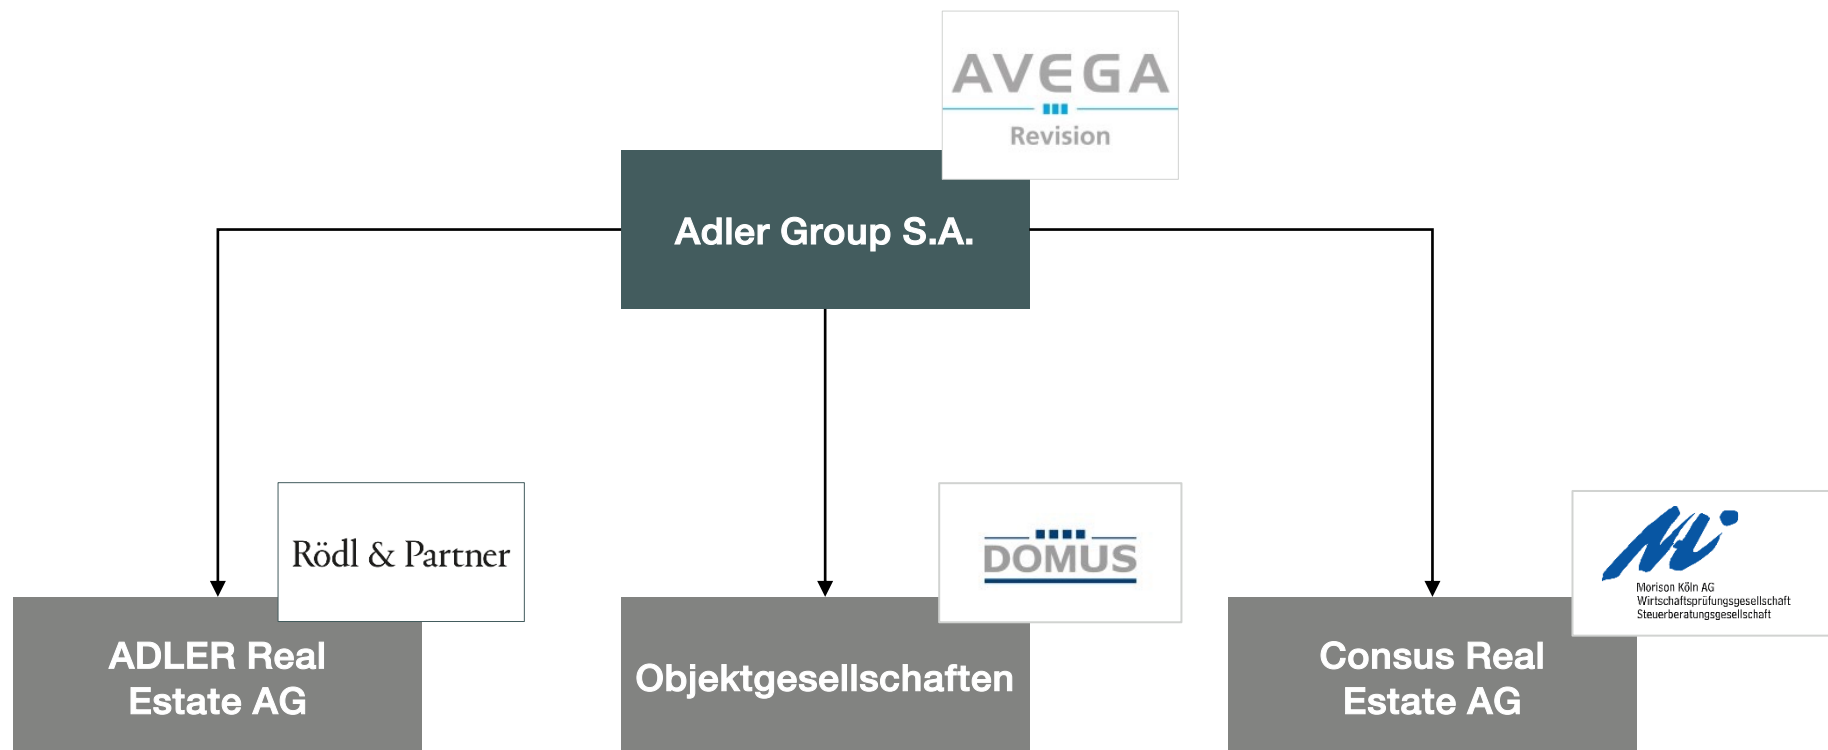 AVEGA
Revision
Adler Group S.A.
Rödl & Partner
DOMUS
Morison Köln AG
Wirtschaftsprüfungsgesellschaft
Steuerberatungsgesellschaft
ADLER Real
Estate AG
Objektgesellschaften
Consus Real
Estate AG